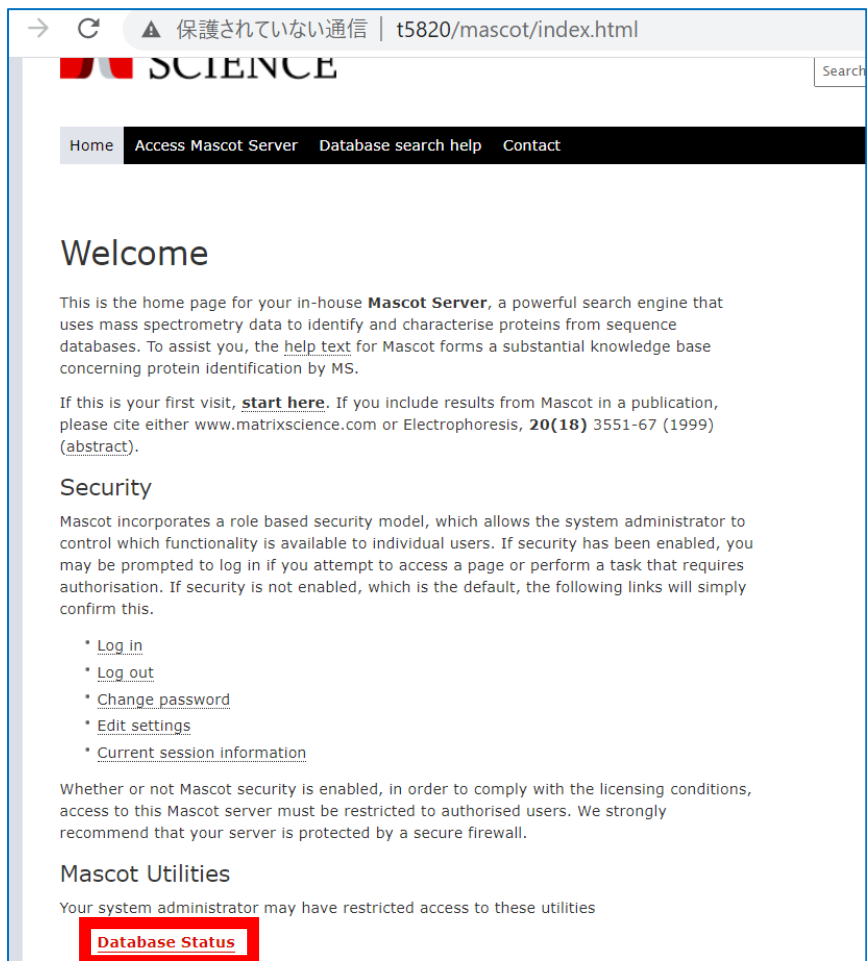 保護されていない通信 | t5820/mascot/index.html
SCIENCE
Search
Home Access Mascot Server Database search help Contact
Welcome
This is the home page for your in-house Mascot Server, a powerful search engine that
uses mass spectrometry data to identify and characterise proteins from sequence
databases. To assist you, the help text for Mascot forms a substantial knowledge base
concerning protein identification by MS.
If this is your first visit, start here. If you include results from Mascot in a publication,
please cite either www.matrixscience.com or Electrophoresis, 20(18) 3551-67 (1999)
(abstract).
Security
Mascot incorporates a role based security model, which allows the system administrator to
control which functionality is available to individual users. If security has been enabled, you
may be prompted to log in if you attempt to access a page or perform a task that requires
authorisation. If security is not enabled, which is the default, the following links will simply
confirm this.
* Log in
* Log out
* Change password
* Edit settings
* Current session information
Whether or not Mascot security is enabled, in order to comply with the licensing conditions,
access to this Mascot server must be restricted to authorised users. We strongly
recommend that your server is protected by a secure firewall.
Mascot Utilities
Your system administrator may have restricted access to these utilities
Database Status